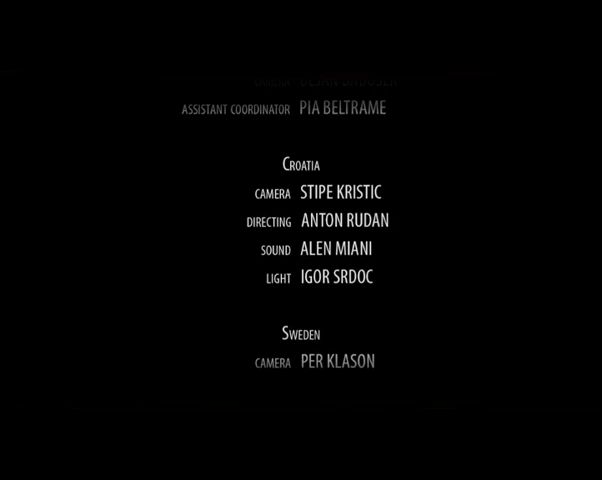 ASSISTANT COORDINATOR PIA BELTRAME
CROATIA
CAMERA STIPE KRISTIC
DIRECTING ANTON RUDAN
SOUND ALEN MIANI
LIGHT IGOR SRDOC
SWEDEN
CAMERA PER KLASON